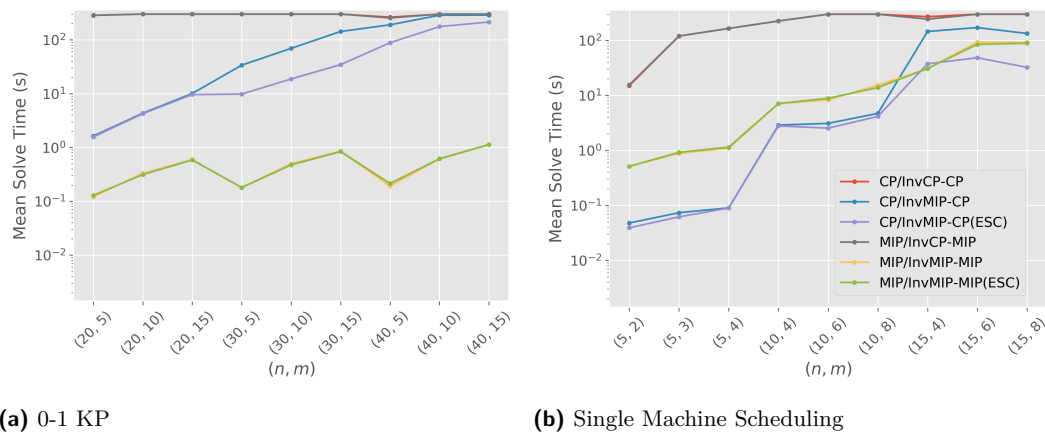 Mean Solve Time (s)
10²
10¹
10⁰
10⁻¹
10⁻²
(20, 5)
(20, 10)
(20, 15)
(30, 5)
(30, 10)
(30, 15)
(40, 5)
(40, 10)
(40, 15)
(n, m)
(a) 0-1 KP
Mean Solve Time (s)
10²
10¹
10⁰
10⁻¹
10⁻²
CP/InvCP-CP
CP/InvMIP-CP
CP/InvMIP-CP(ESC)
MIP/InvCP-MIP
MIP/InvMIP-MIP
MIP/InvMIP-MIP(ESC)
(5, 2)
(5, 3)
(5, 4)
(10, 4)
(10, 6)
(10, 8)
(15, 4)
(15, 6)
(15, 8)
(n, m)
(b) Single Machine Scheduling